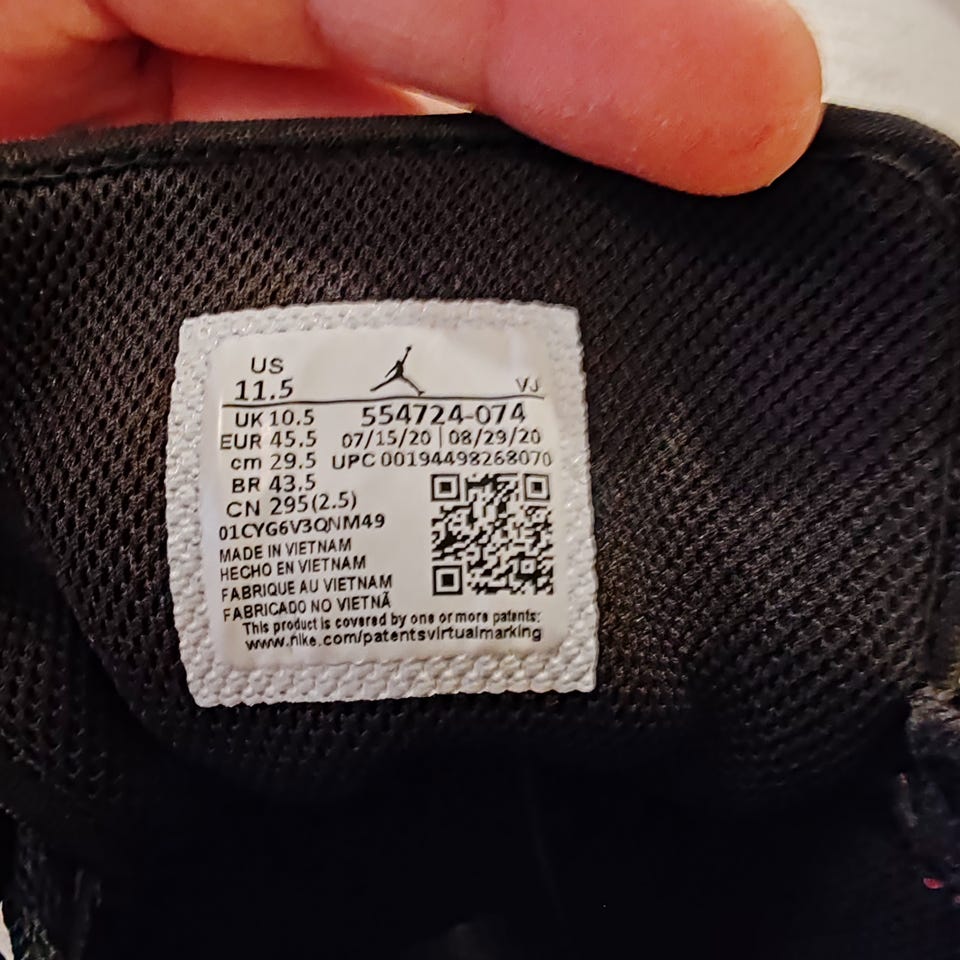 US
11.5
VJ
UK 10.5
554724-074
EUR 45.5
07/15/20 | 08/29/20
cm 29.5
UPC 00194498268070
BR 43.5
CN 295(2.5)
01CYG6V3QNM49
MADE IN VIETNAM
HECHO EN VIETNAM
FABRIQUE AU VIETNAM
FABRICADO NO VIETNÃ
This product is covered by one or more patents:
www.nike.com/patentsvirtualmarking